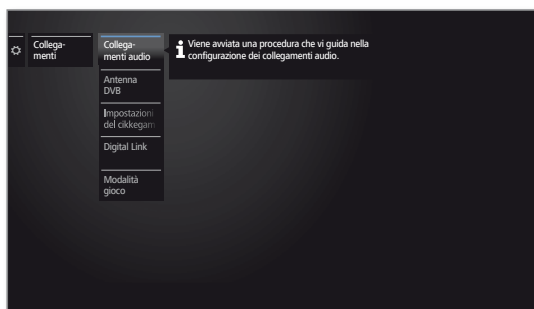 Collega-
menti
Collega-
menti audio
Viene avviata una procedura che vi guida nella
configurazione dei collegamenti audio.
Antenna
DVB
Impostazioni
del cikkegam
Digital Link
Modalità
gioco